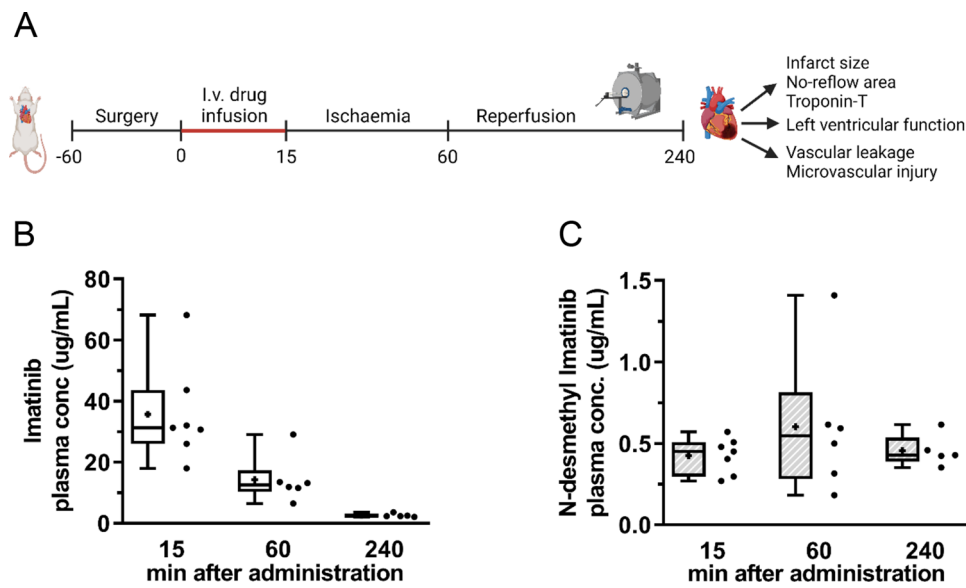 A
Surgery
I.v. drug
infusion
Ischaemia
Reperfusion
-60
0
15
60
240
Infarct size
No-reflow area
Troponin-T
Left ventricular function
Vascular leakage
Microvascular injury
B
Imatinib
plasma conc (ug/mL)
80
60
40
20
0
15
60
240
min after administration
C
N-desmethyl Imatinib
plasma conc. (ug/mL)
1.5
1.0
0.5
0.0
15
60
240
min after administration